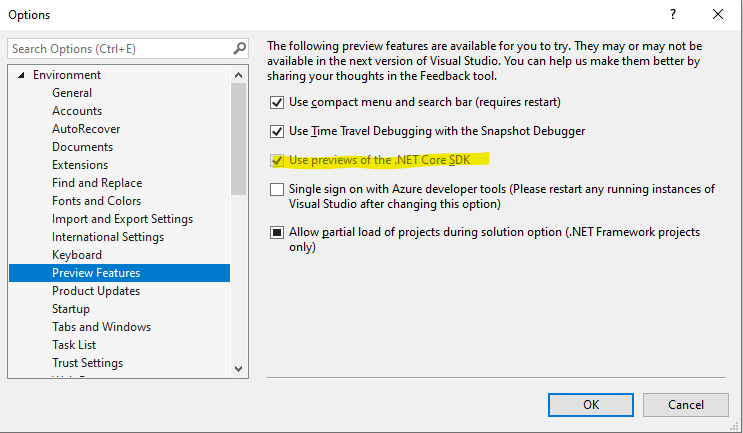 Options
?
Search Options (Ctrl+E)
Environment
General
Accounts
AutoRecover
Documents
Extensions
Find and Replace
Fonts and Colors
Import and Export Settings
International Settings
Keyboard
Preview Features
Product Updates
Startup
Tabs and Windows
Task List
Trust Settings
The following preview features are available for you to try. They may or may not be
available in the next version of Visual Studio. You can help us make them better by
sharing your thoughts in the Feedback tool.
Use compact menu and search bar (requires restart)
Use Time Travel Debugging with the Snapshot Debugger
Use previews of the .NET Core SDK
Single sign on with Azure developer tools (Please restart any running instances of
Visual Studio after changing this option)
Allow partial load of projects during solution option (.NET Framework projects
only)
OK
Cancel